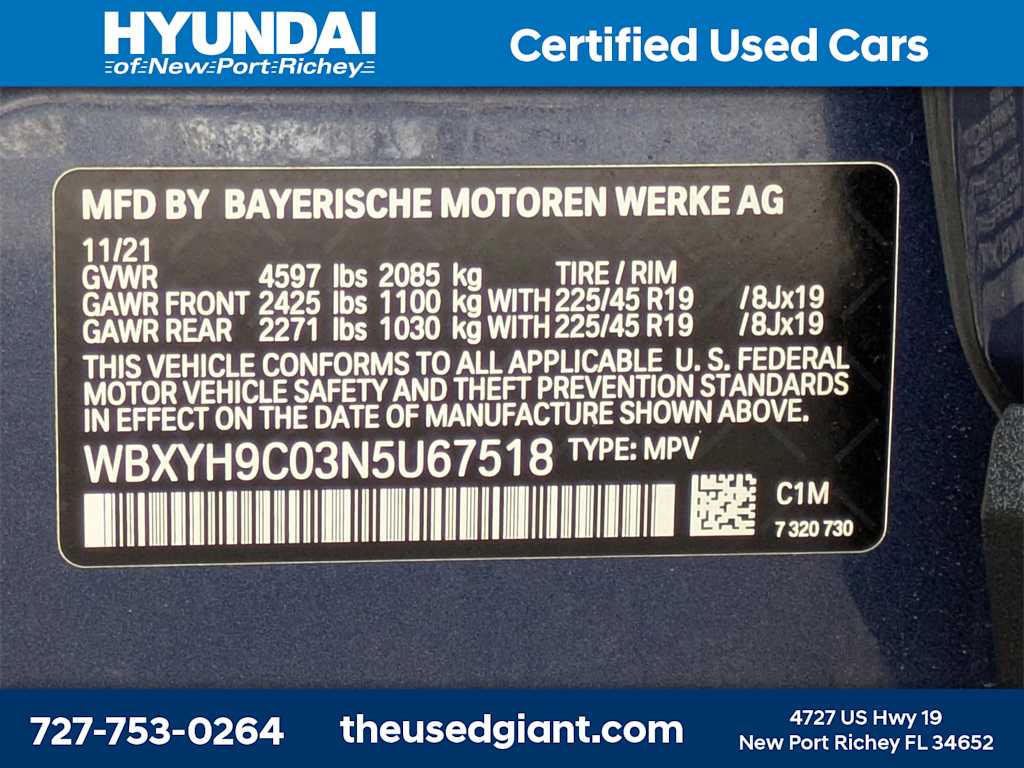 HYUNDAI
of New Port Richey
Certified Used Cars
MFD BY BAYERISCHE MOTOREN WERKE AG
11/21
GVWR 4597 lbs 2085 kg TIRE / RIM
GAWR FRONT 2425 lbs 1100 kg WITH 225/45 R19 /8Jx19
GAWR REAR 2271 lbs 1030 kg WITH 225/45 R19 /8Jx19
THIS VEHICLE CONFORMS TO ALL APPLICABLE U. S. FEDERAL
MOTOR VEHICLE SAFETY AND THEFT PREVENTION STANDARDS
IN EFFECT ON THE DATE OF MANUFACTURE SHOWN ABOVE.
WBXYH9C03N5U67518 TYPE: MPV
C1M
7 320 730
727-753-0264
theusedgiant.com
4727 US Hwy 19
New Port Richey FL 34652